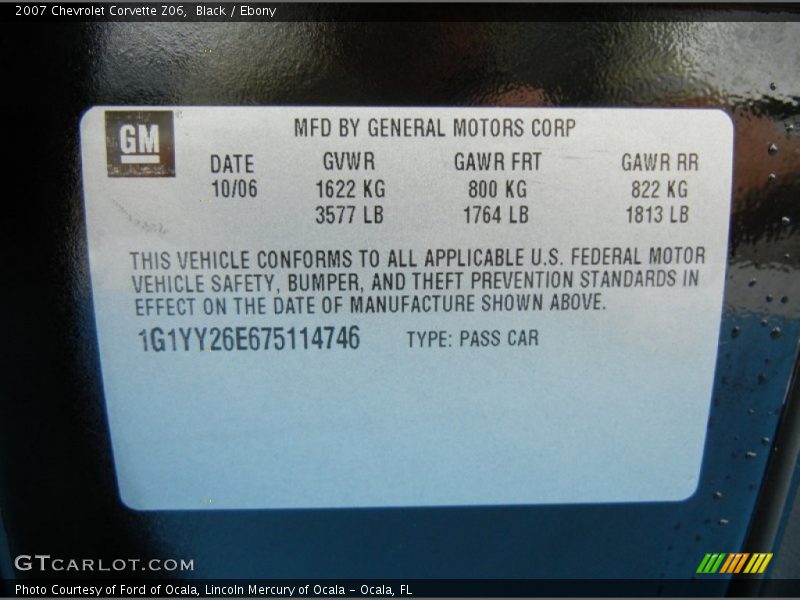 2007 Chevrolet Corvette Z06, Black / Ebony
GM
MFD BY GENERAL MOTORS CORP
DATE GVWR GAWR FRT GAWR RR
10/06 1622 KG 800 KG 822 KG
3577 LB 1764 LB 1813 LB
THIS VEHICLE CONFORMS TO ALL APPLICABLE U.S. FEDERAL MOTOR
VEHICLE SAFETY, BUMPER, AND THEFT PREVENTION STANDARDS IN
EFFECT ON THE DATE OF MANUFACTURE SHOWN ABOVE.
1G1YY26E675114746 TYPE: PASS CAR
GTCARLOT.COM
Photo Courtesy of Ford of Ocala, Lincoln Mercury of Ocala - Ocala, FL